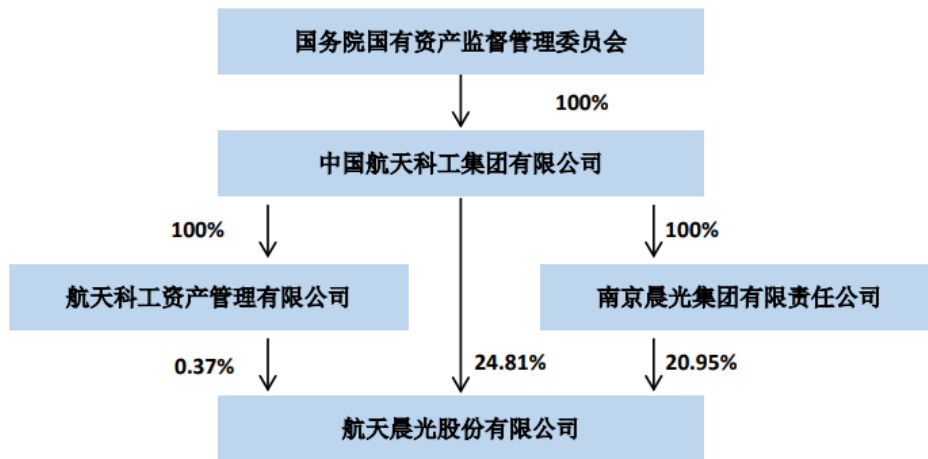 国务院国有资产监督管理委员会
100%
中国航天科工集团有限公司
100%
100%
航天科工资产管理有限公司
南京晨光集团有限责任公司
0.37%
24.81%
20.95%
航天晨光股份有限公司